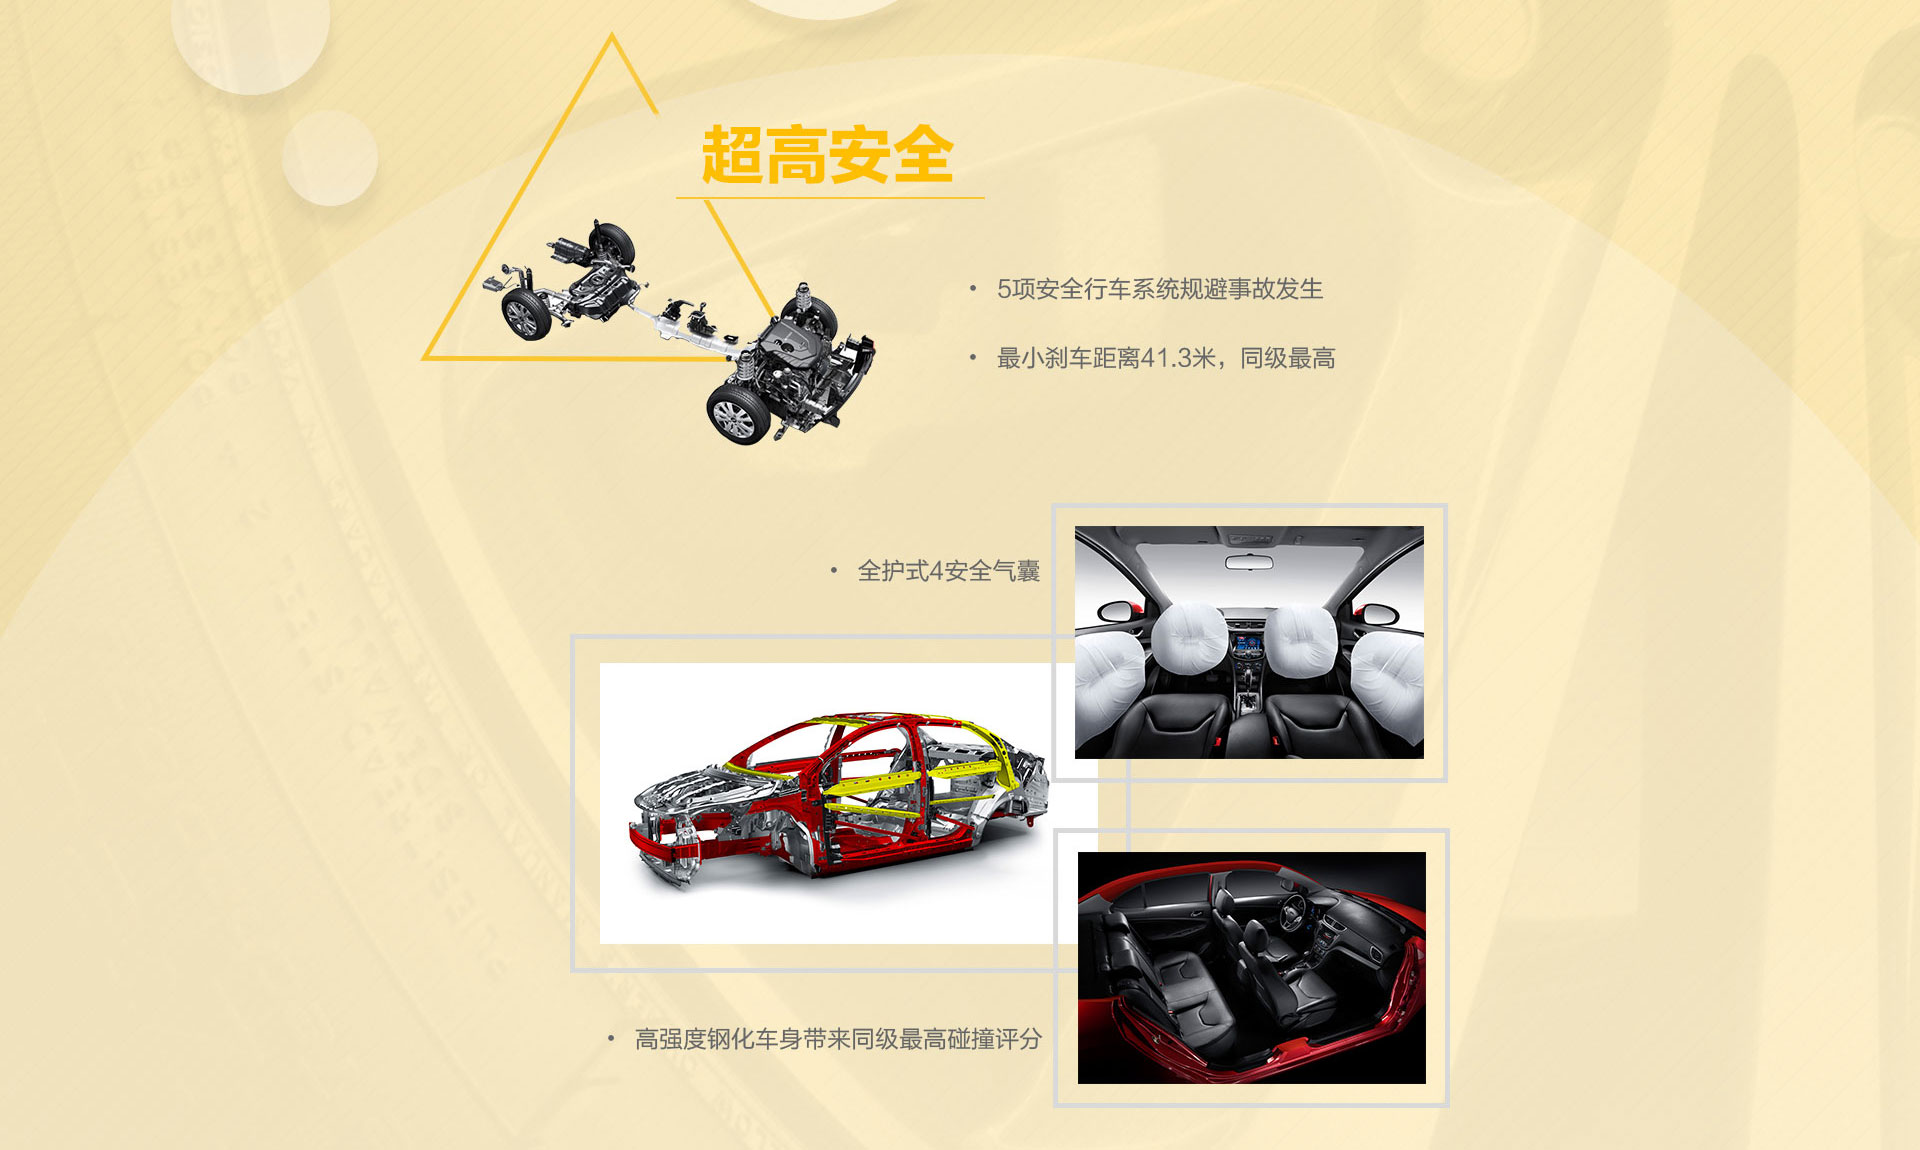 超高安全
• 5项安全行车系统规避事故发生
• 最小刹车距离41.3米，同级最高
• 全护式4安全气囊
• 高强度钢化车身带来同级最高碰撞评分